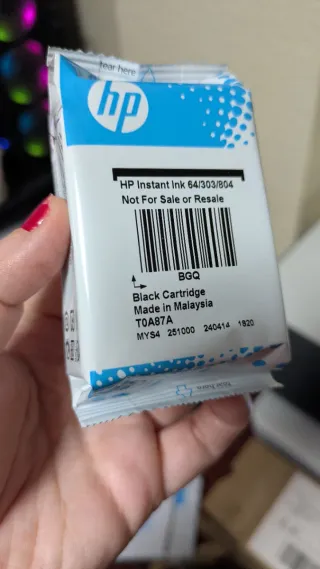 tear here
hp
HP Instant Ink 64/303/804
Not For Sale or Resale
BGQ
Black Cartridge
Made in Malaysia
T0A87A
MYS4 251000 240414 1820